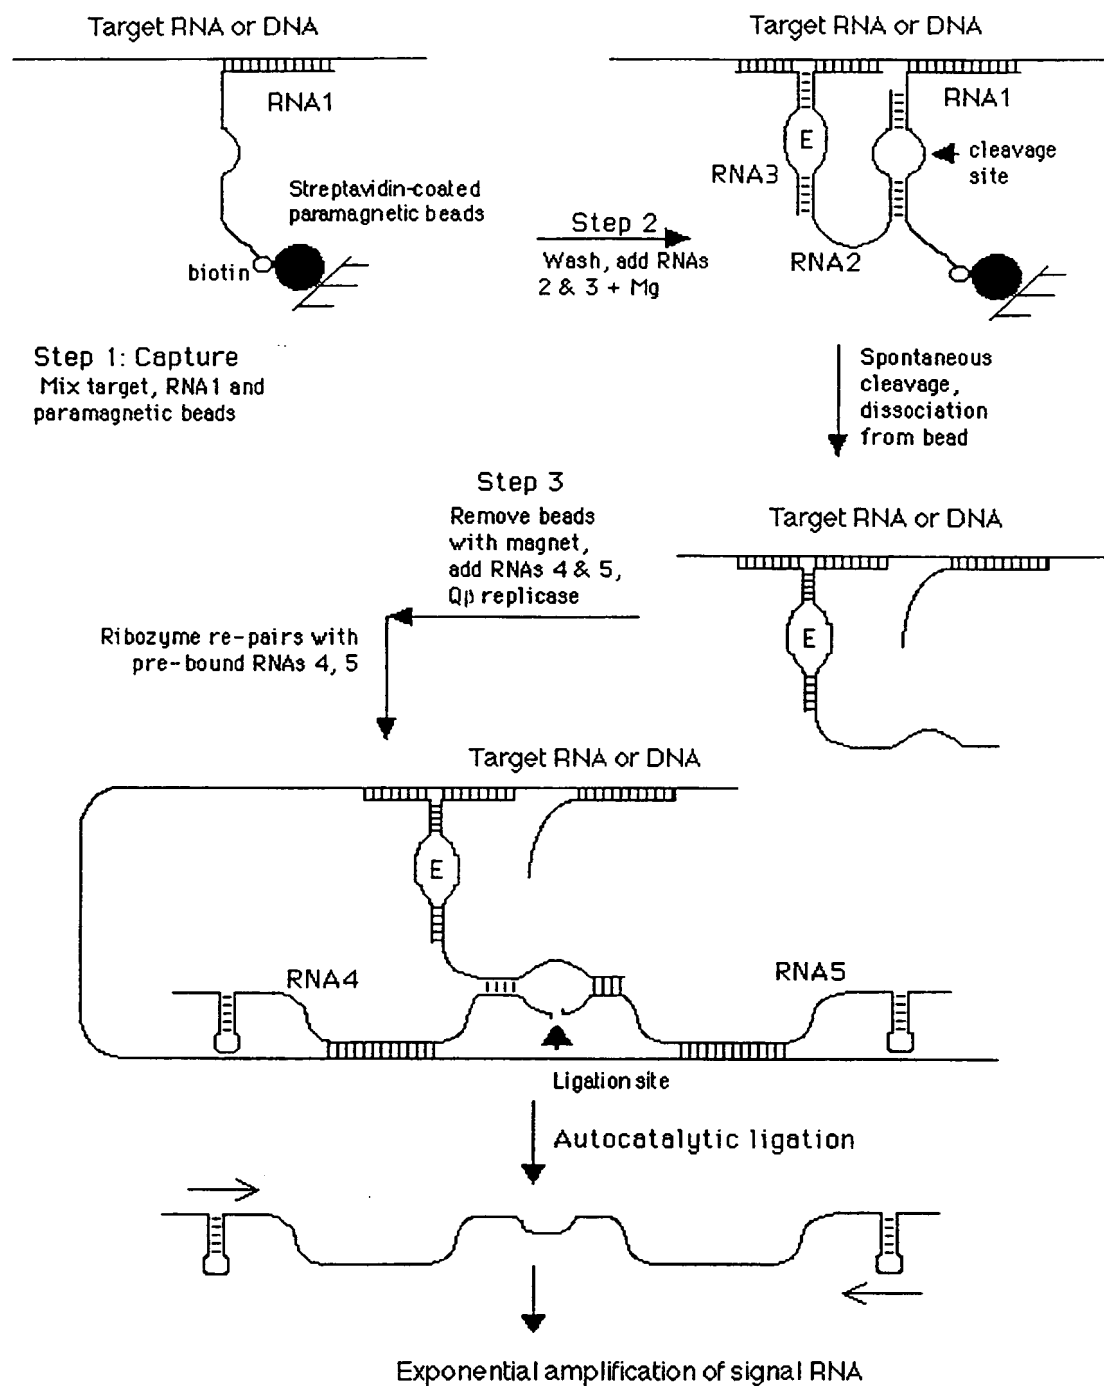 Target RNA or DNA
RNA1
Streptavidin-coated
paramagnetic beads
biotin
Step 1: Capture
Mix target, RNA1 and
paramagnetic beads
Step 2
Wash, add RNAs
2 & 3 + Mg
Target RNA or DNA
RNA1
E
cleavage
site
RNA3
RNA2
Spontaneous
cleavage,
dissociation
from bead
Step 3
Remove beads
with magnet,
add RNAs 4 & 5,
Qβ replicase
Target RNA or DNA
E
Ribozyme re-pairs with
pre-bound RNAs 4, 5
Target RNA or DNA
E
RNA4
RNA5
Ligation site
Autocatalytic ligation
Exponential amplification of signal RNA